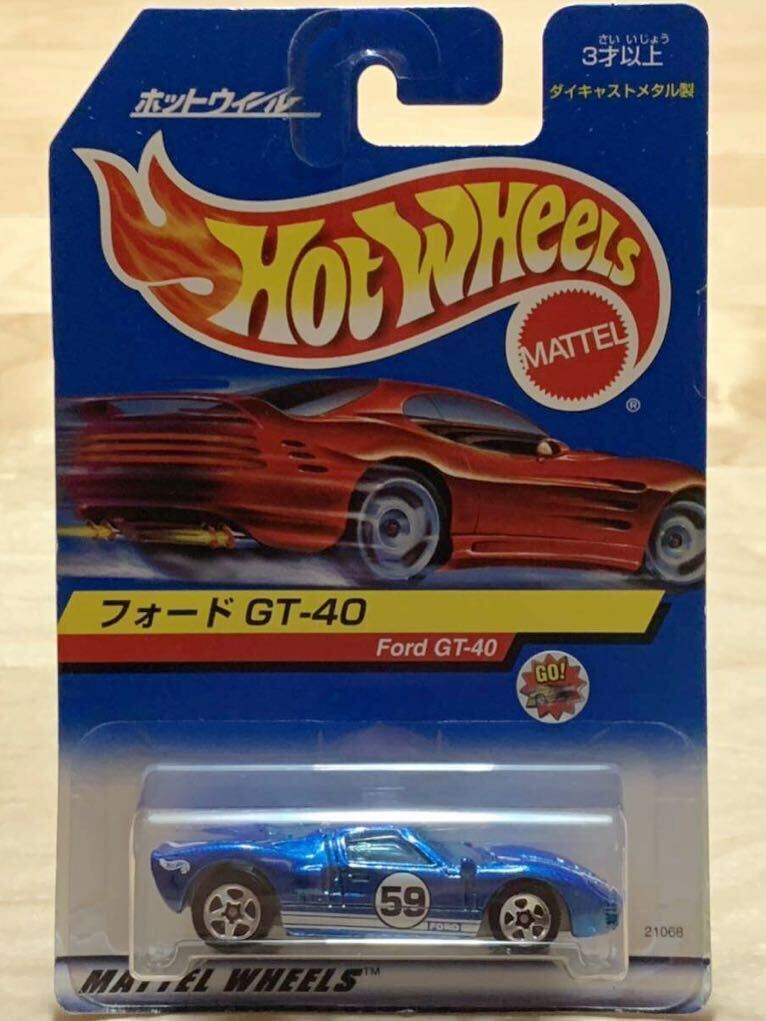 ホットウィール
さい いじょう
3才以上
ダイキャストメタル製
HOT WHEELS
MATTEL
®
フォード GT-40
Ford GT-40
GO!
59
FORD
21068
MATTEL WHEELS™